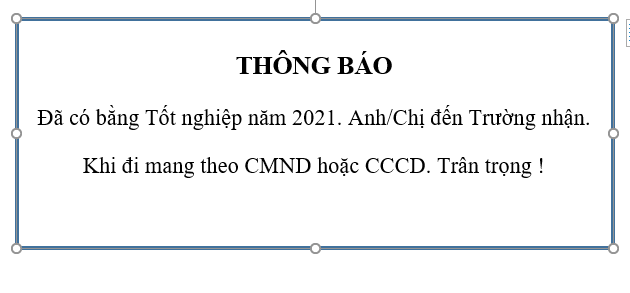 THÔNG BÁO
Đã có bằng Tốt nghiệp năm 2021. Anh/Chị đến Trường nhận.
Khi đi mang theo CMND hoặc CCCD. Trân trọng !